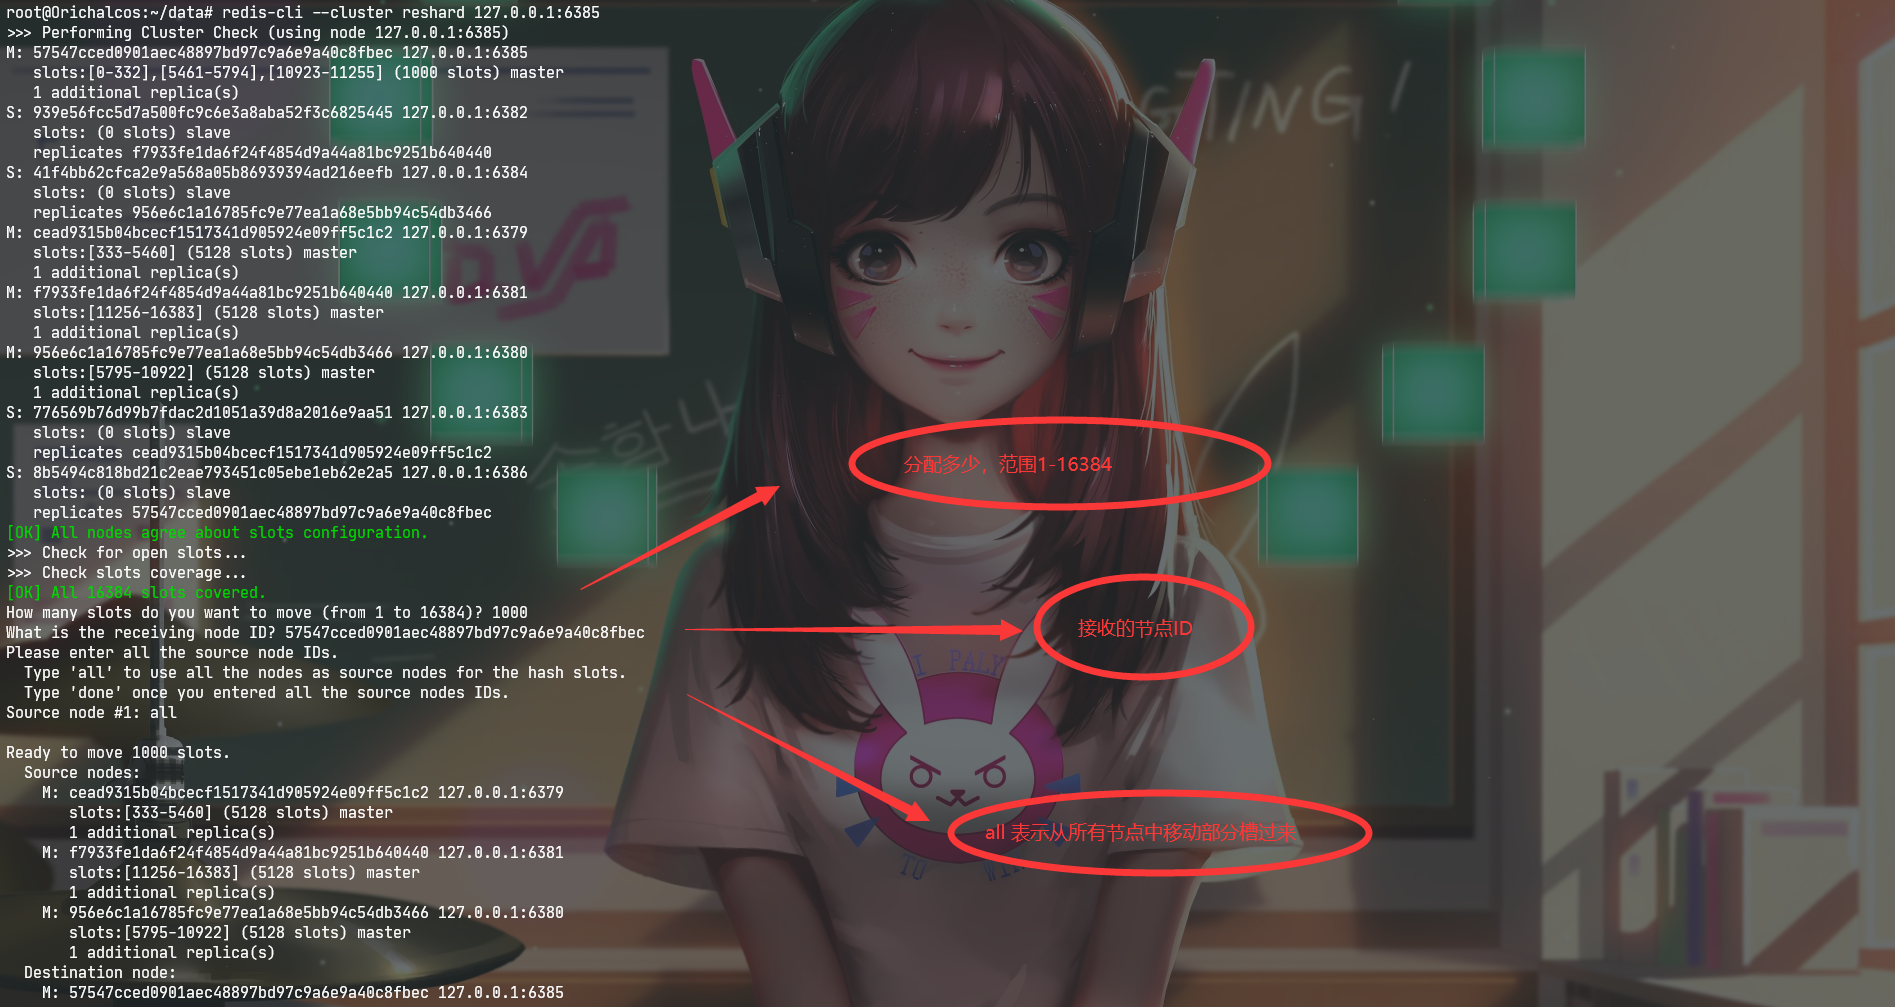 root@Orichalcos:~/data# redis-cli --cluster reshard 127.0.0.1:6385
>>> Performing Cluster Check (using node 127.0.0.1:6385)
M: 57547cced0901aec48897bd97c9a6e9a40c8fbec 127.0.0.1:6385
slots:[0-332],[5461-5794],[10923-11255] (1000 slots) master
1 additional replica(s)
S: 939e56fcc5d7a500fc9c6e3a8aba52f3c6825445 127.0.0.1:6382
slots: (0 slots) slave
replicates f7933fe1da6f24f4854d9a44a81bc9251b640440
S: 41f4bb62cfca2e9a568a05b86939394ad216eefb 127.0.0.1:6384
slots: (0 slots) slave
replicates 956e6c1a16785fc9e77ea1a68e5bb94c54db3466
M: cead9315b04bcecf1517341d905924e09ff5c1c2 127.0.0.1:6379
slots:[333-5460] (5128 slots) master
1 additional replica(s)
M: f7933fe1da6f24f4854d9a44a81bc9251b640440 127.0.0.1:6381
slots:[11256-16383] (5128 slots) master
1 additional replica(s)
M: 956e6c1a16785fc9e77ea1a68e5bb94c54db3466 127.0.0.1:6380
slots:[5795-10922] (5128 slots) master
1 additional replica(s)
S: 776569b76d99b7fdac2d1051a39d8a2016e9aa51 127.0.0.1:6383
slots: (0 slots) slave
replicates cead9315b04bcecf1517341d905924e09ff5c1c2
S: 8b5494c818bd21c2eae793451c05ebe1eb62e2a5 127.0.0.1:6386
slots: (0 slots) slave
replicates 57547cced0901aec48897bd97c9a6e9a40c8fbec
[OK] All nodes agree about slots configuration.
>>> Check for open slots...
>>> Check slots coverage...
[OK] All 16384 slots covered.
How many slots do you want to move (from 1 to 16384)? 1000
What is the receiving node ID? 57547cced0901aec48897bd97c9a6e9a40c8fbec
Please enter all the source node IDs.
Type 'all' to use all the nodes as source nodes for the hash slots.
Type 'done' once you entered all the source nodes IDs.
Source node #1: all
Ready to move 1000 slots.
Source nodes:
M: cead9315b04bcecf1517341d905924e09ff5c1c2 127.0.0.1:6379
slots:[333-5460] (5128 slots) master
1 additional replica(s)
M: f7933fe1da6f24f4854d9a44a81bc9251b640440 127.0.0.1:6381
slots:[11256-16383] (5128 slots) master
1 additional replica(s)
M: 956e6c1a16785fc9e77ea1a68e5bb94c54db3466 127.0.0.1:6380
slots:[5795-10922] (5128 slots) master
1 additional replica(s)
Destination node:
M: 57547cced0901aec48897bd97c9a6e9a40c8fbec 127.0.0.1:6385
分配多少，范围1-16384
接收的节点ID
all 表示从所有节点中移动部分槽过来
D.VA
I
TO